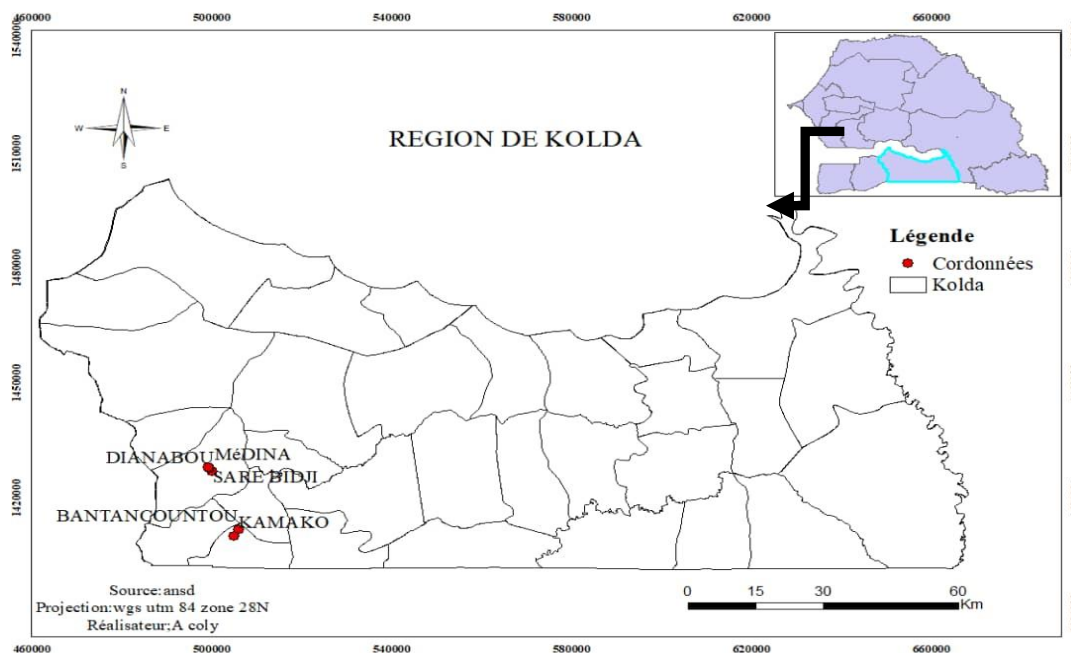 460000 500000 540000 580000 620000 660000
1540000
1510000
1480000
1450000
1420000
N
W E
S
REGION DE KOLDA
Légende
Cordonnées
Kolda
DIANABOU MéDINA
SARE BIDJI
BANTANCOUNTOU KAMAKO
Source:ansd
Projection:wgs utm 84 zone 28N
Réalisateur;A coly
0 15 30 60
Km
460000 500000 540000 580000 620000 660000